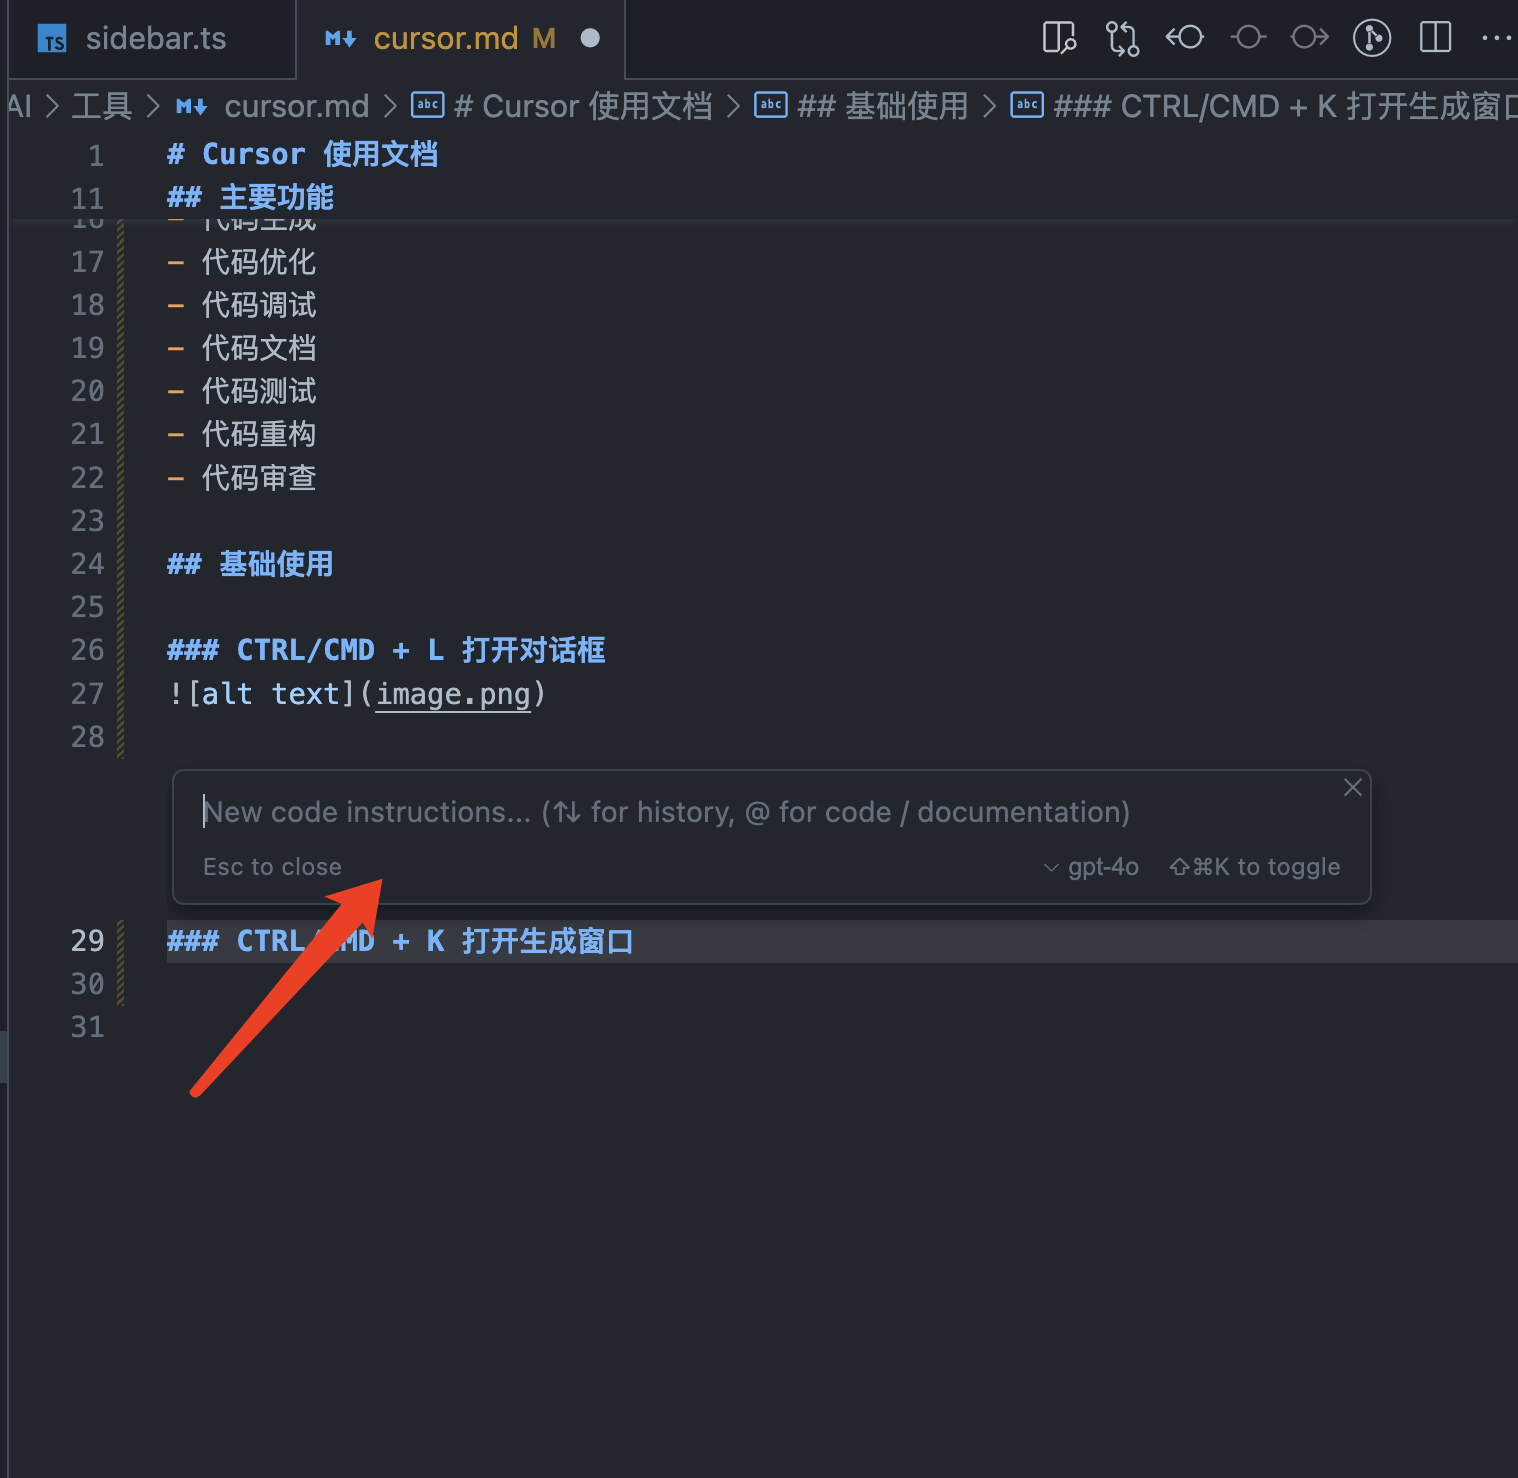 TS sidebar.ts M↓ cursor.md M
AI > 工具 > M↓ cursor.md > abc # Cursor 使用文档 > abc ## 基础使用 > abc ### CTRL/CMD + K 打开生成窗口
1 # Cursor 使用文档
11 ## 主要功能
16 - 代码生成
17 - 代码优化
18 - 代码调试
19 - 代码文档
20 - 代码测试
21 - 代码重构
22 - 代码审查
23
24 ## 基础使用
25
26 ### CTRL/CMD + L 打开对话框
27 ![alt text](image.png)
28
New code instructions... (↑↓ for history, @ for code / documentation)
Esc to close gpt-4o ⇧⌘K to toggle
29 ### CTRL/CMD + K 打开生成窗口
30
31